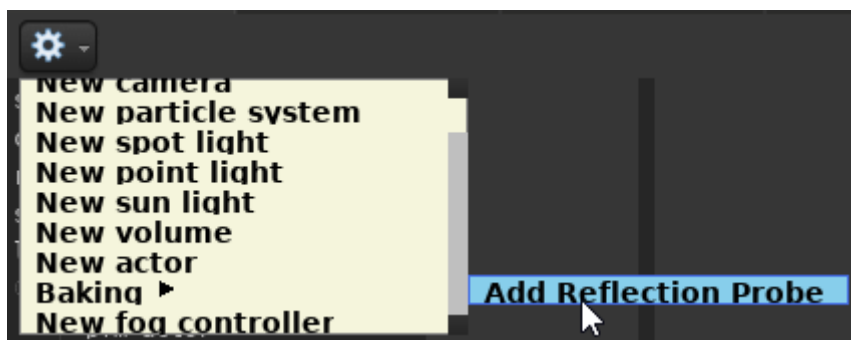 New camera
New particle system
New spot light
New point light
New sun light
New volume
New actor
Baking
Add Reflection Probe
New fog controller